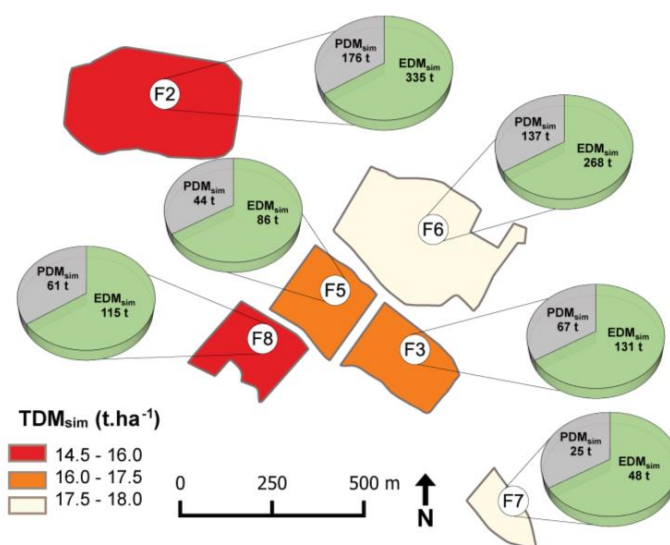 PDMsim
176 t
EDMsim
335 t
F2
PDMsim
137 t
EDMsim
268 t
F6
PDMsim
44 t
EDMsim
86 t
F5
PDMsim
61 t
EDMsim
115 t
F8
PDMsim
67 t
EDMsim
131 t
F3
PDMsim
25 t
EDMsim
48 t
F7
TDMsim (t.ha⁻¹)
14.5 - 16.0
16.0 - 17.5
17.5 - 18.0
0 250 500 m
N